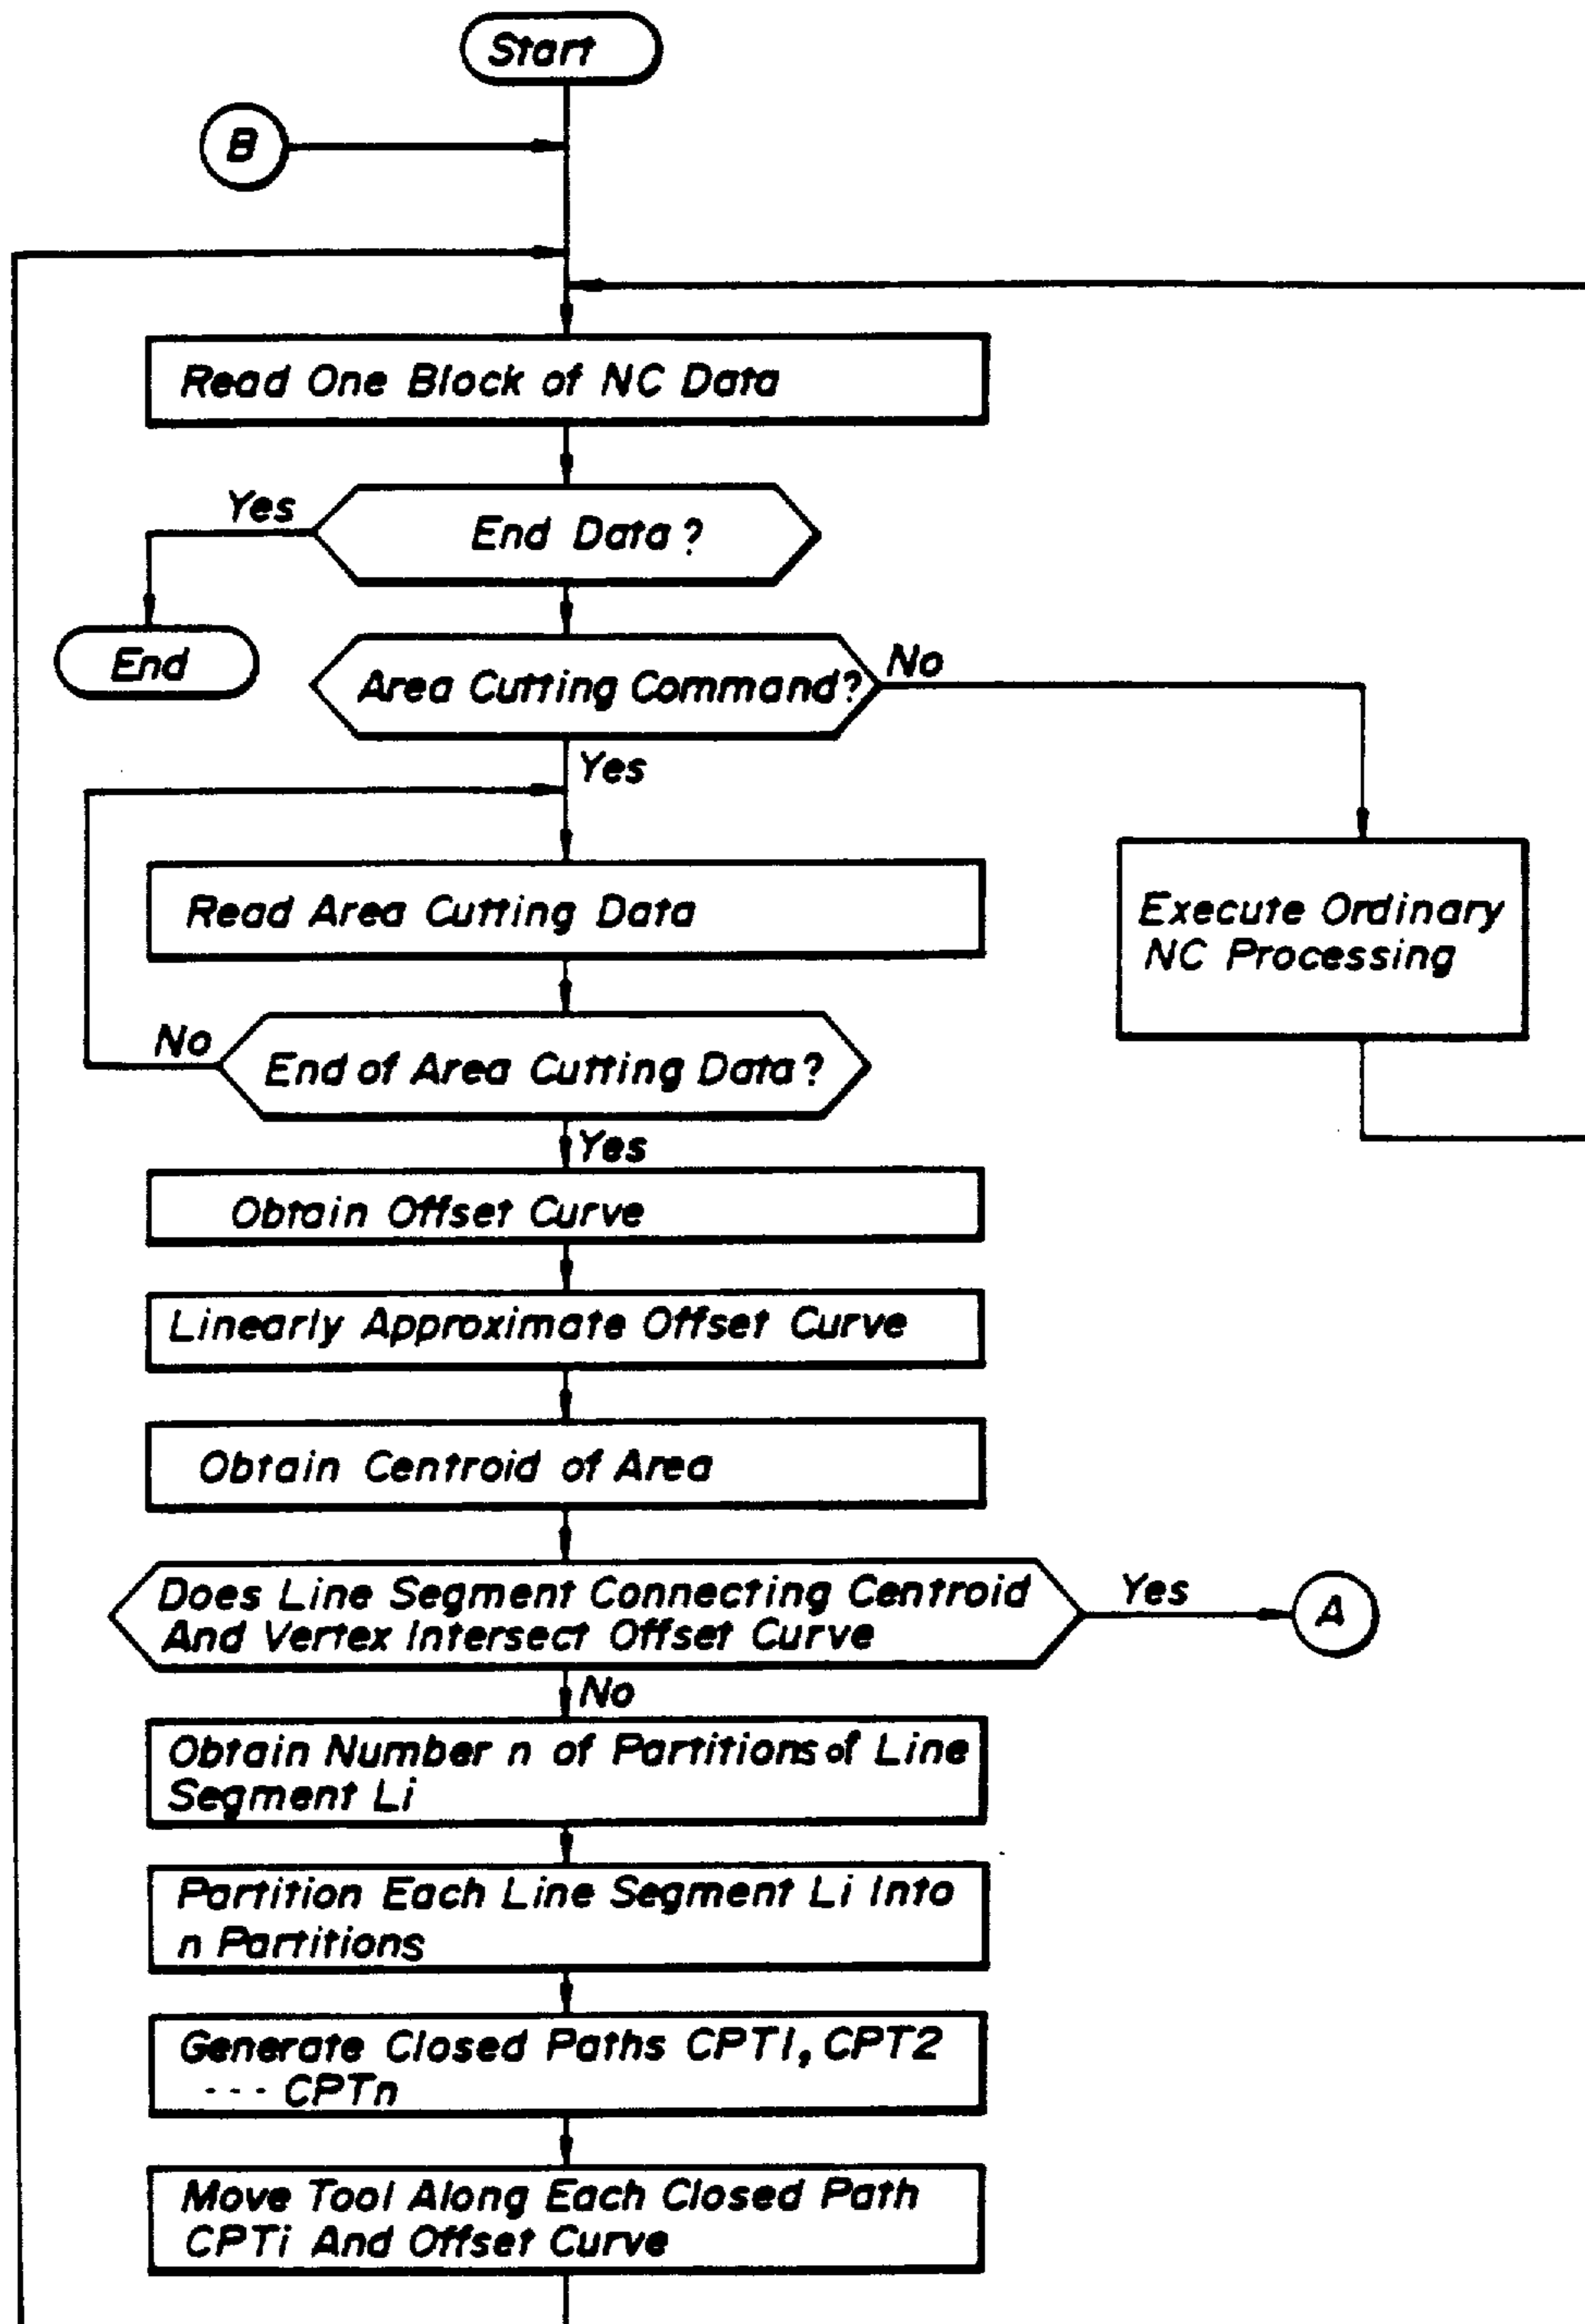 Start
B
Read One Block of NC Data
Yes
End Data?
End
Area Cutting Command?
No
Yes
Read Area Cutting Data
Execute Ordinary
NC Processing
No
End of Area Cutting Data?
Yes
Obtain Offset Curve
Linearly Approximate Offset Curve
Obtain Centroid of Area
Does Line Segment Connecting Centroid
And Vertex Intersect Offset Curve
Yes
A
No
Obtain Number n of Partitions of Line
Segment Li
Partition Each Line Segment Li Into
n Partitions
Generate Closed Paths CPT1, CPT2
--- CPTn
Move Tool Along Each Closed Path
CPTi And Offset Curve